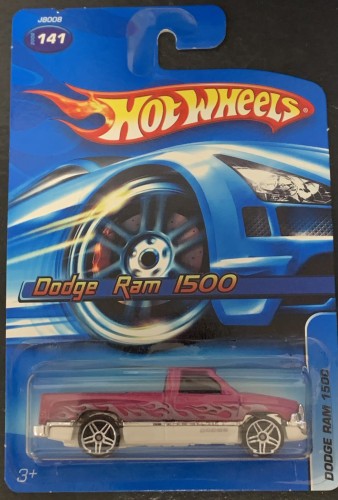 J8008
141
HOT WHEELS
Dodge Ram 1500
DODGE RAM 1500
3+